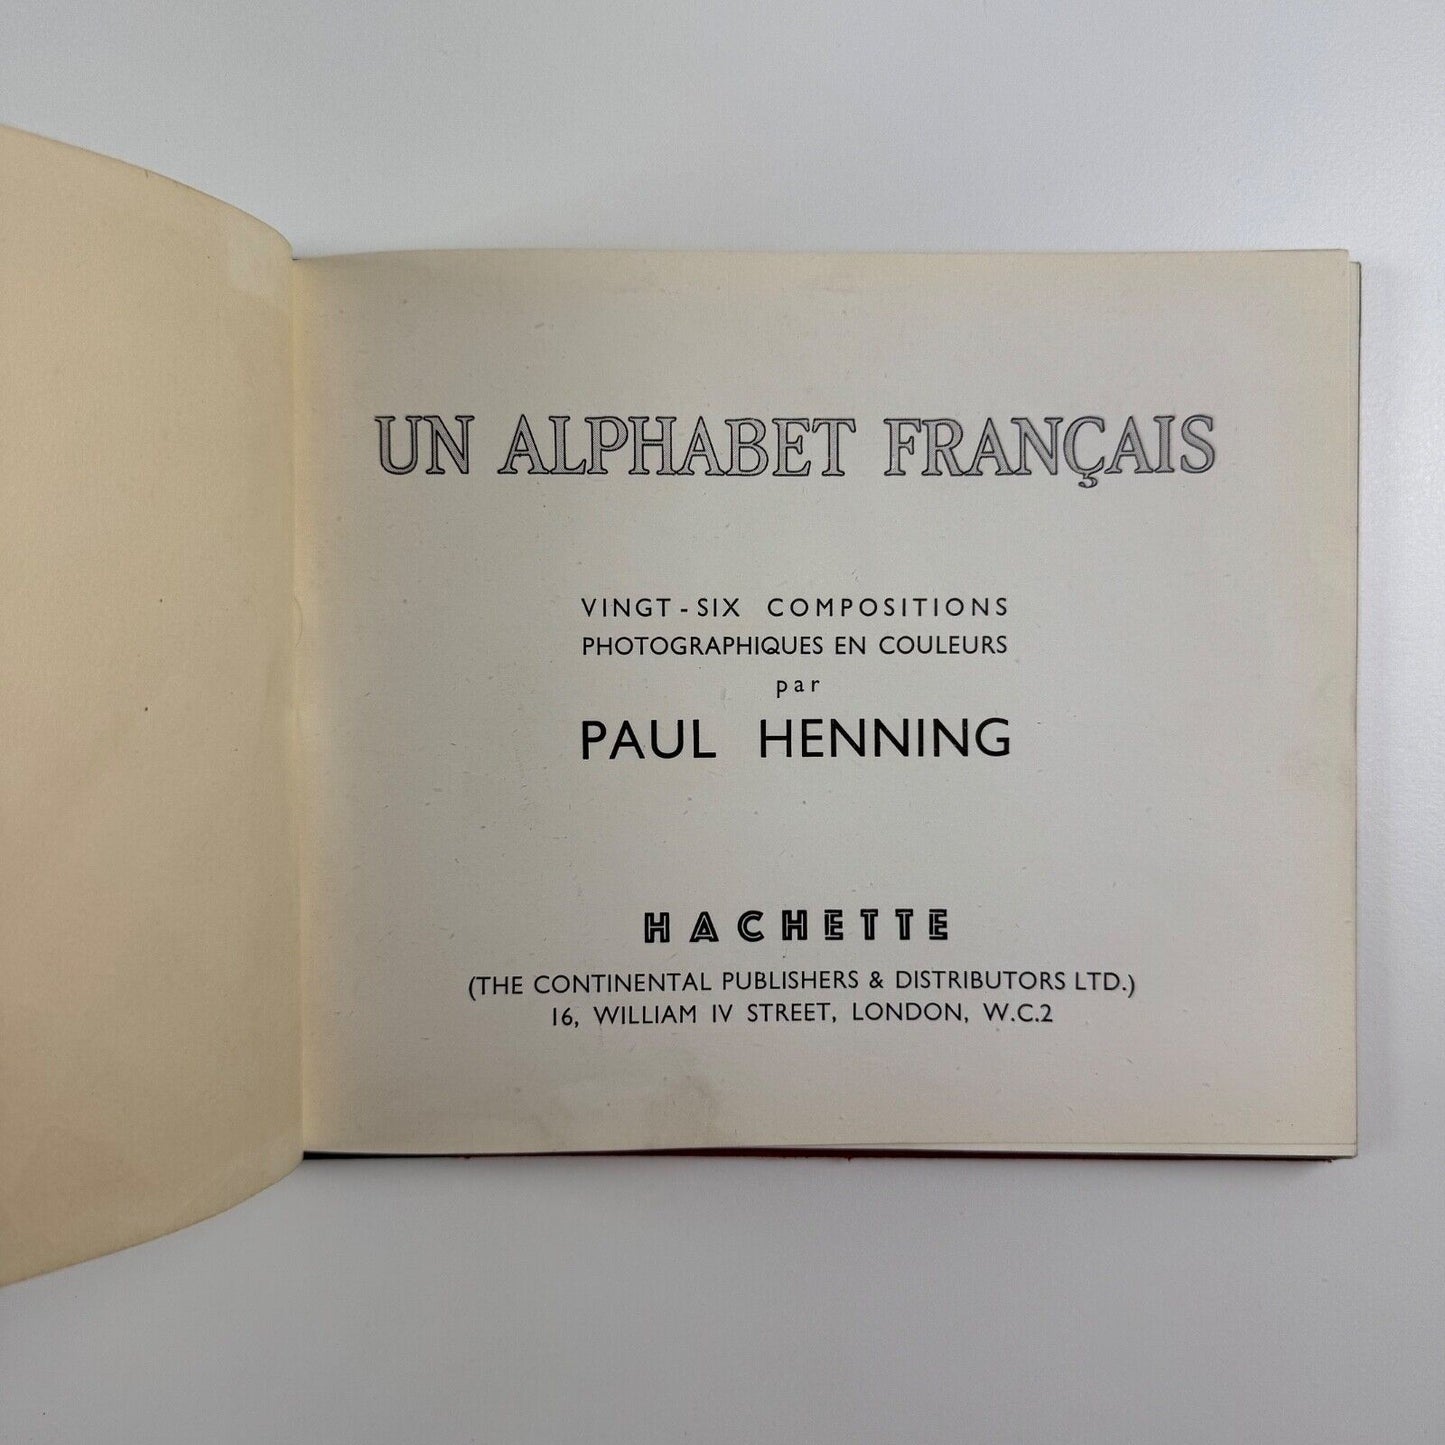 UN ALPHABET FRANÇAIS
VINGT-SIX COMPOSITIONS
PHOTOGRAPHIQUES EN COULEURS
par
PAUL HENNING
HACHETTE
(THE CONTINENTAL PUBLISHERS & DISTRIBUTORS LTD.)
16, WILLIAM IV STREET, LONDON, W.C.2